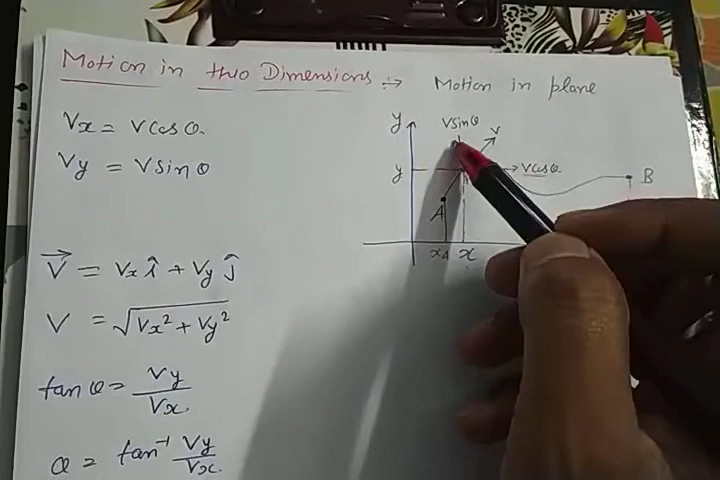 Motion in two Dimensions :→ Motion in plane
Vx = V Cos θ.
Vy = V Sin θ
V⃗ = Vx î + Vy ĵ
V = √(Vx² + Vy²)
tan θ = Vy/Vx.
θ = tan⁻¹ Vy/Vx.
y
V Sin θ
V
y
V Cos θ.
B
A
xA
x